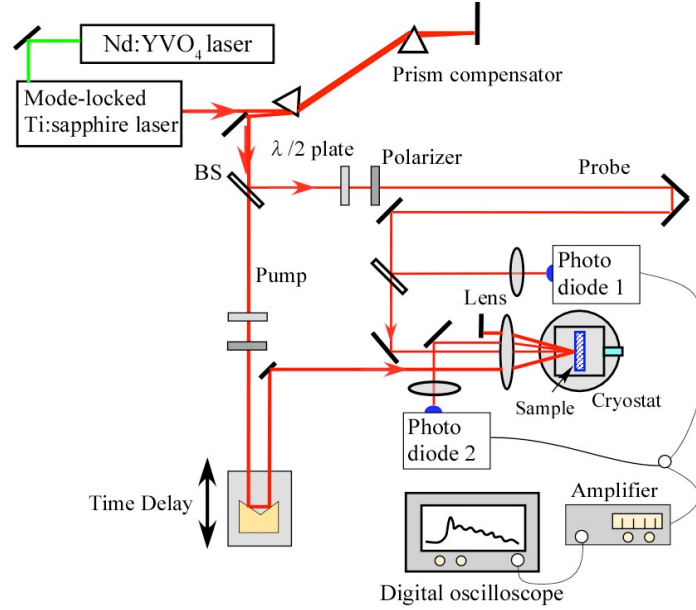 Nd:YVO4 laser
Prism compensator
Mode-locked
Ti:sapphire laser
λ/2 plate
Polarizer
BS
Probe
Pump
Photo
diode 1
Lens
Sample
Cryostat
Photo
diode 2
Time Delay
Amplifier
Digital oscilloscope